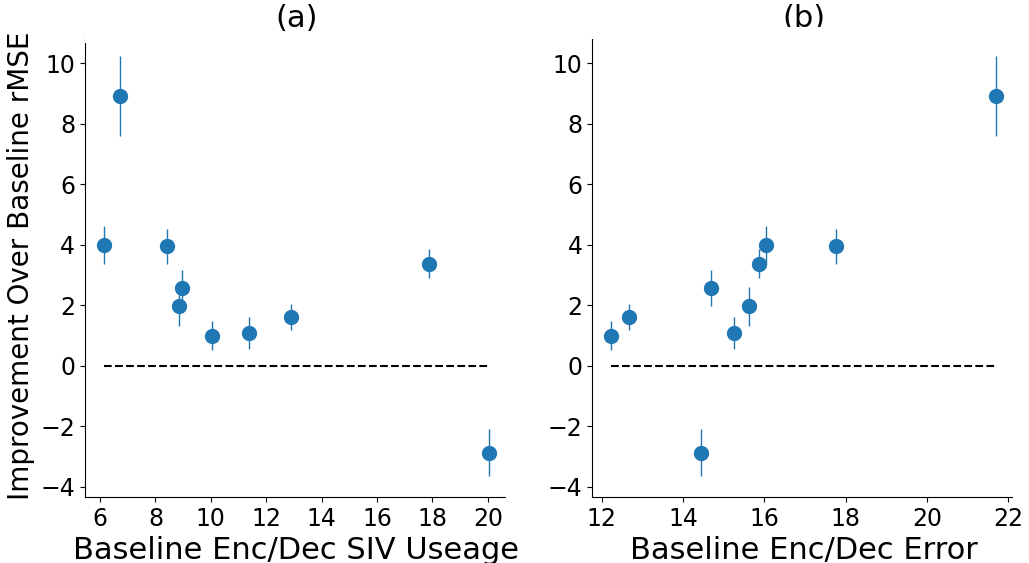 (a)
(b)
Improvement Over Baseline rMSE
10
8
6
4
2
0
−2
−4
6 8 10 12 14 16 18 20
Baseline Enc/Dec SIV Useage
10
8
6
4
2
0
−2
−4
12 14 16 18 20 22
Baseline Enc/Dec Error